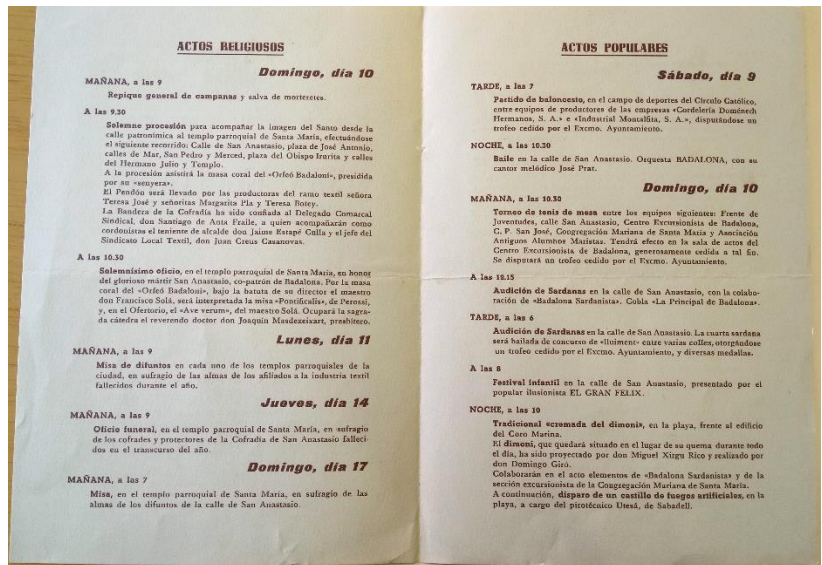 ACTOS RELIGIOSOS
Domingo, día 10
MAÑANA, a las 9
Repique general de campanas y salva de morteretes.
A las 9.30
Solemne procesión para acompañar la imagen del Santo desde la
calle patronímica al templo parroquial de Santa María, efectuándose
el siguiente recorrido: Calle de San Anastasio, plaza de José Antonio,
calles de Mar, San Pedro y Merced, plaza del Obispo Irurita y calles
del Hermano Julio y Templo.
A la procesión asistirá la masa coral del «Orfeó Badaloní», presidida
por su «senyera».
El Pendón será llevado por las productoras del ramo textil señora
Teresa José y señoritas Margarita Pla y Teresa Botey.
La Bandera de la Cofradía ha sido confiada al Delegado Comarcal
Sindical, don Santiago de Anta Fraile, a quien acompañarán como
cordonistas el teniente de alcalde don Jaime Estapé Gulla y el jefe del
Sindicato Local Textil, don Juan Creus Casanovas.
A las 10.30
Solemnísimo oficio, en el templo parroquial de Santa María, en honor
del glorioso mártir San Anastasio, co-patrón de Badalona. Por la masa
coral del «Orfeó Badaloní», bajo la batuta de su director el maestro
don Francisco Solá, será interpretada la misa «Pontificalis», de Perossi,
y, en el Ofertorio, el «Ave verum», del maestro Solá. Ocupará la sagra-
da cátedra el reverendo doctor don Joaquín Masdexeixart, presbítero.
Lunes, día 11
MAÑANA, a las 9
Misa de difuntos en cada uno de los templos parroquiales de la
ciudad, en sufragio de las almas de los afiliados a la industria textil
fallecidos durante el año.
Jueves, día 14
MAÑANA, a las 9
Oficio funeral, en el templo parroquial de Santa María, en sufragio
de los cofrades y protectores de la Cofradía de San Anastasio falleci-
dos en el transcurso del año.
Domingo, día 17
MAÑANA, a las 7
Misa, en el templo parroquial de Santa María, en sufragio de las
almas de los difuntos de la calle de San Anastasio.
ACTOS POPULARES
Sábado, día 9
TARDE, a las 7
Partido de baloncesto, en el campo de deportes del Círculo Católico,
entre equipos de productores de las empresas «Cordelería Doménech
Hermanos, S. A.» e «Industrial Montalfita, S. A.», disputándose un
trofeo cedido por el Excmo. Ayuntamiento.
NOCHE, a las 10.30
Baile en la calle de San Anastasio. Orquesta BADALONA, con su
cantor melódico José Prat.
Domingo, día 10
MAÑANA, a las 10.30
Torneo de tenis de mesa entre los equipos siguientes: Frente de
Juventudes, calle San Anastasio, Centro Excursionista de Badalona,
C. P. San José, Congregación Mariana de Santa María y Asociación
Antiguos Alumnos Maristas. Tendrá efecto en la sala de actos del
Centro Excursionista de Badalona, generosamente cedida a tal fin.
Se disputará un trofeo cedido por el Excmo. Ayuntamiento.
A las 12.15
Audición de Sardanas en la calle de San Anastasio, con la colabo-
ración de «Badalona Sardanista». Cobla «La Principal de Badalona».
TARDE, a las 6
Audición de Sardanas en la calle de San Anastasio. La cuarta sardana
será bailada de concurso de «lluiment» entre varias colles, otorgándose
un trofeo cedido por el Excmo. Ayuntamiento, y diversas medallas.
A las 8
Festival infantil en la calle de San Anastasio, presentado por el
popular ilusionista EL GRAN FELIX.
NOCHE, a las 10
Tradicional «cremada del dimoni», en la playa, frente al edificio
del Coro Marina.
El dimoni, que quedará situado en el lugar de su quema durante todo
el día, ha sido proyectado por don Miguel Xirgu Rico y realizado por
don Domingo Giró.
Colaborarán en el acto elementos de «Badalona Sardanista» y de la
sección excursionista de la Congregación Mariana de Santa María.
A continuación, disparo de un castillo de fuegos artificiales, en la
playa, a cargo del pirotécnico Utesá, de Sabadell.